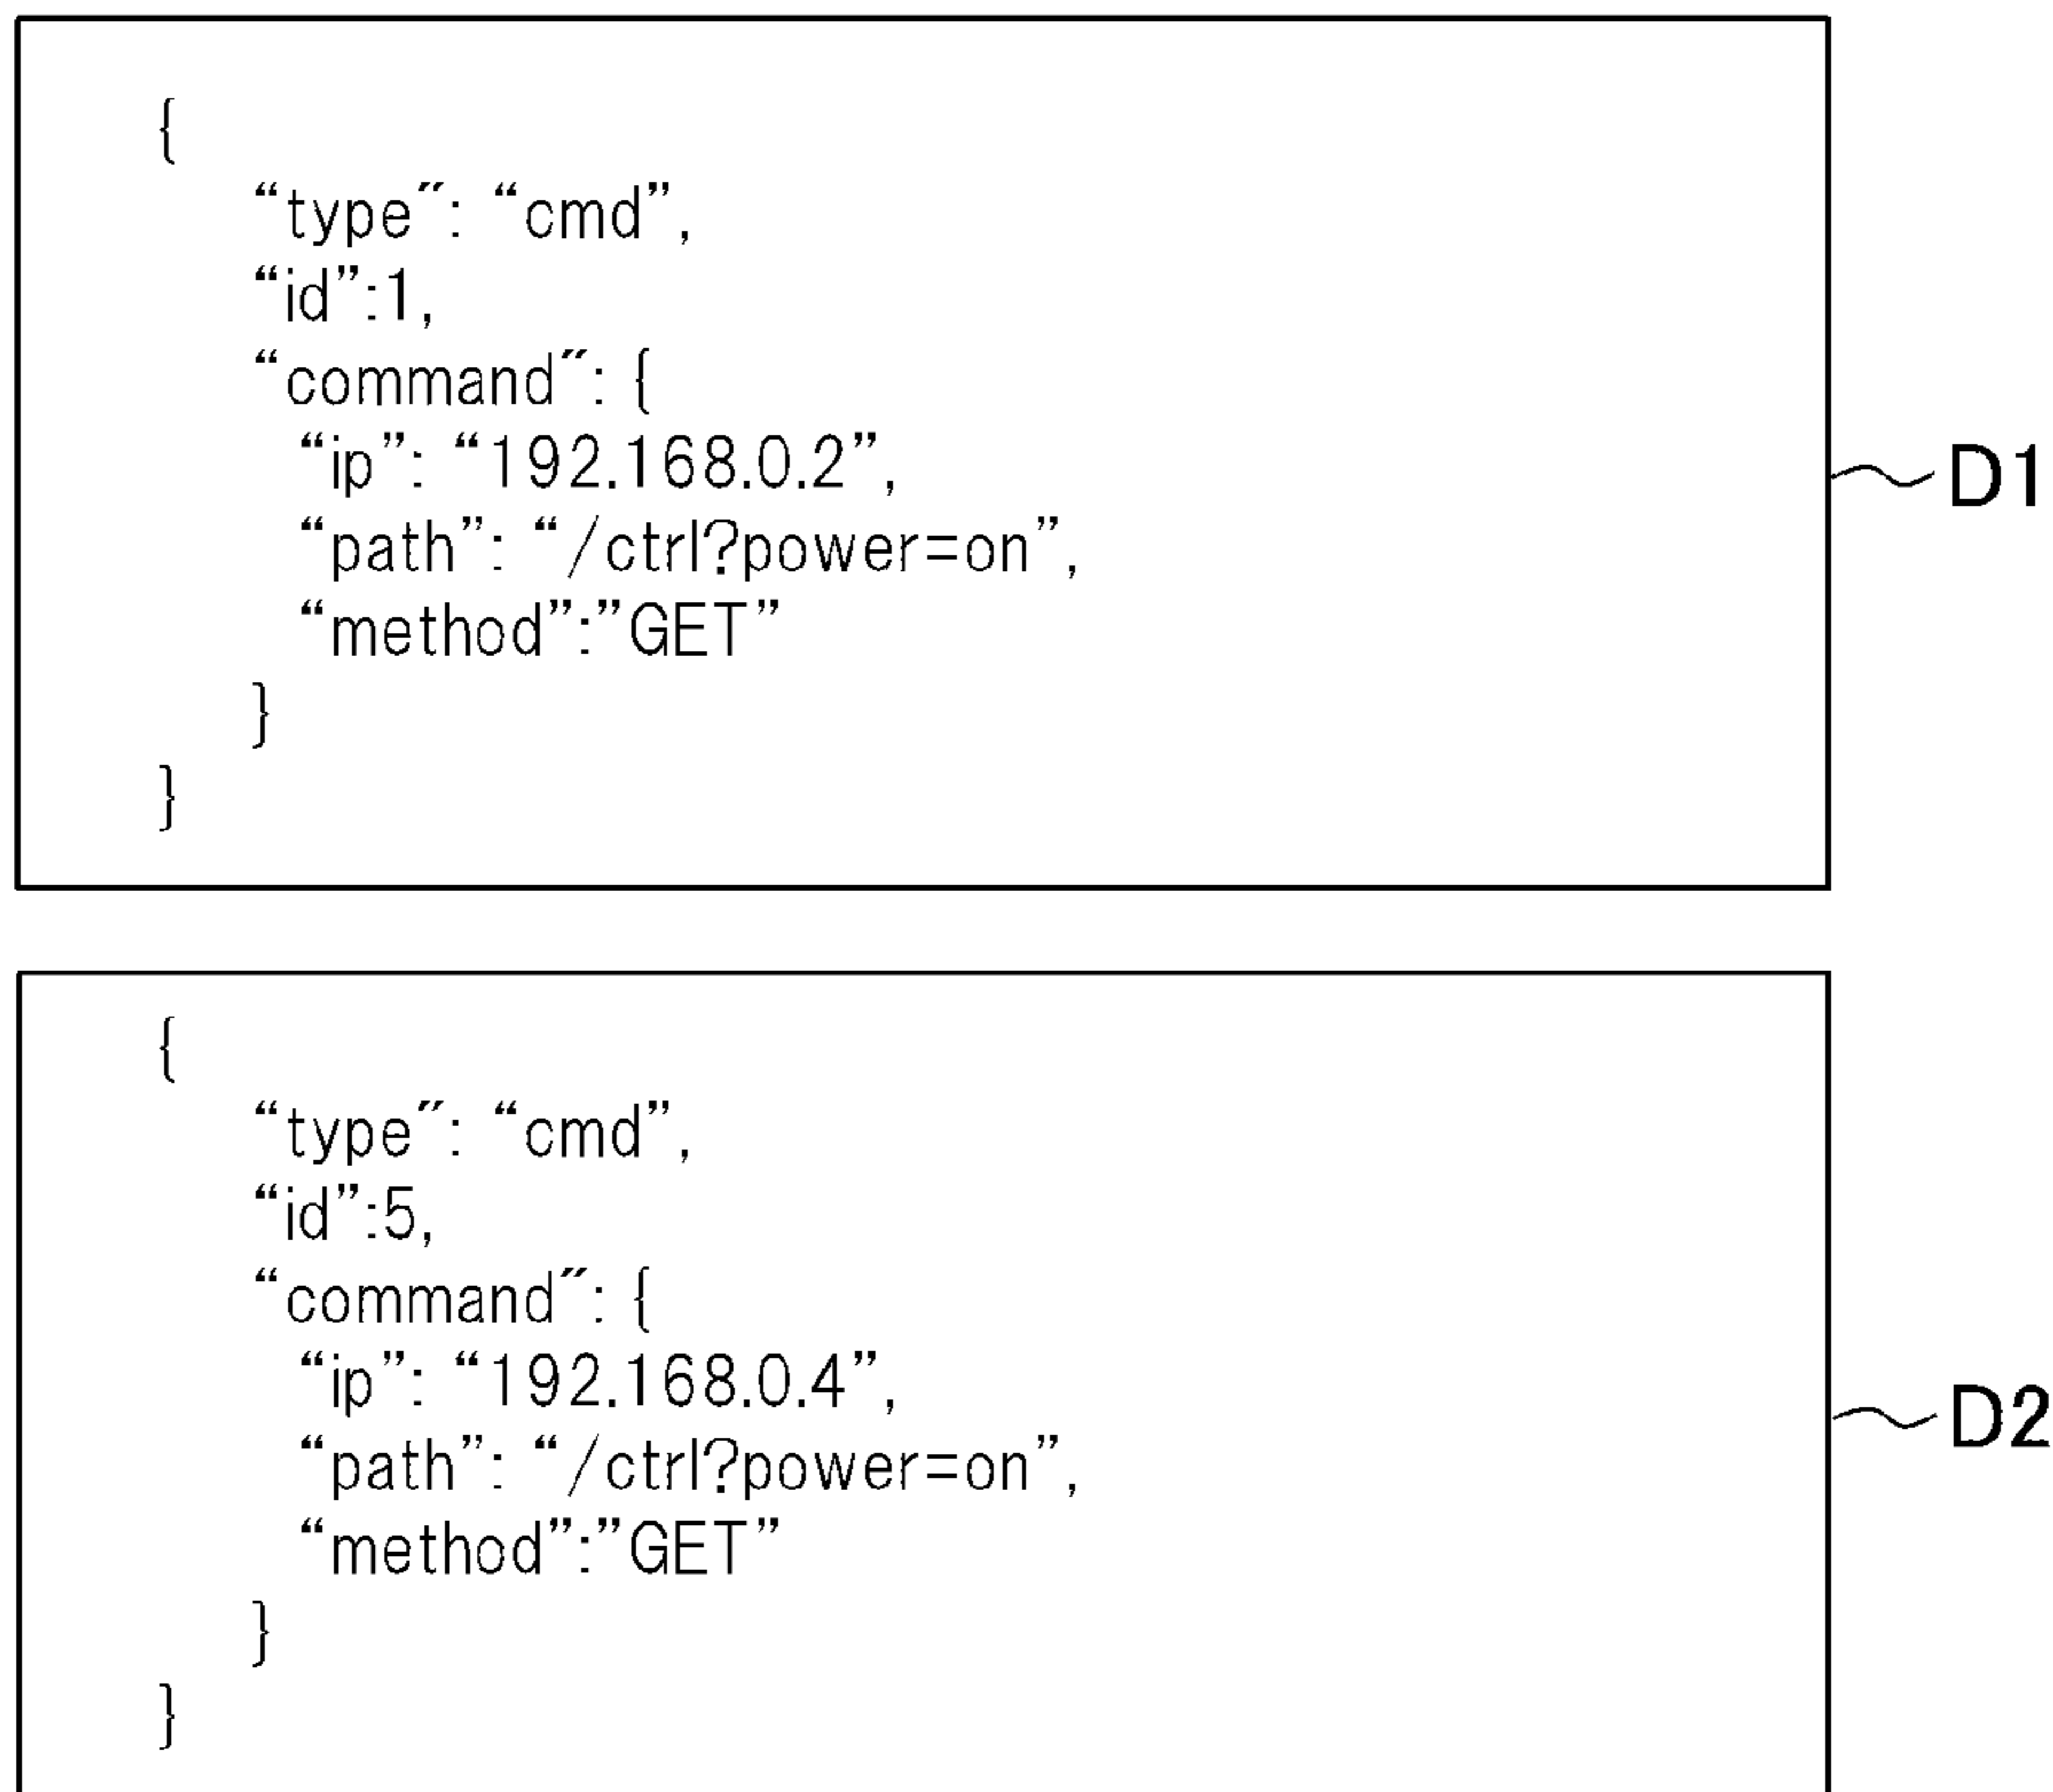 {
“type”: “cmd”,
“id”:1,
“command”: {
“ip”: “192.168.0.2”,
“path”: “/ctrl?power=on”,
“method”:”GET”
}
}
D1
{
“type”: “cmd”,
“id”:5,
“command”: {
“ip”: “192.168.0.4”,
“path”: “/ctrl?power=on”,
“method”:”GET”
}
}
D2